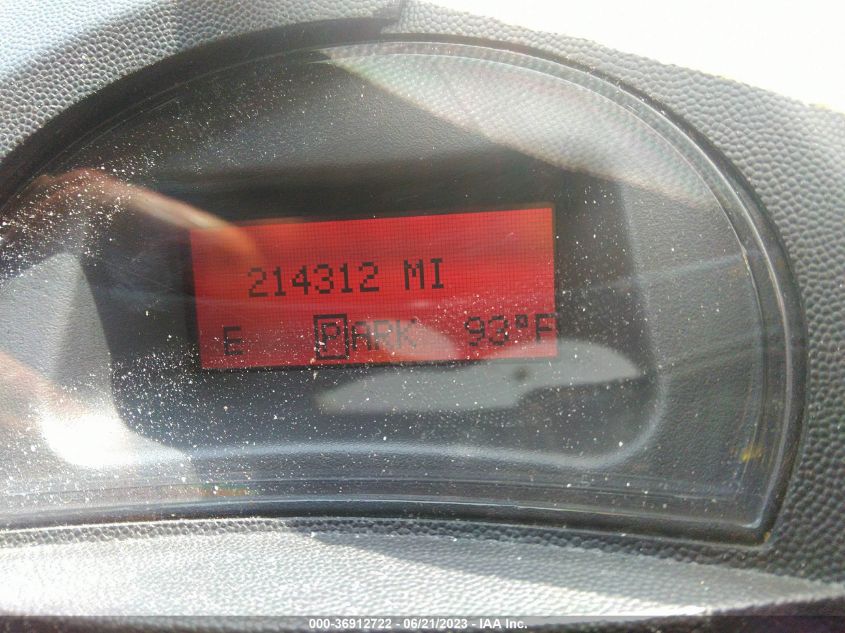 214312 MI
E PARK 93°F
000-36912722 - 06/21/2023 - IAA Inc.